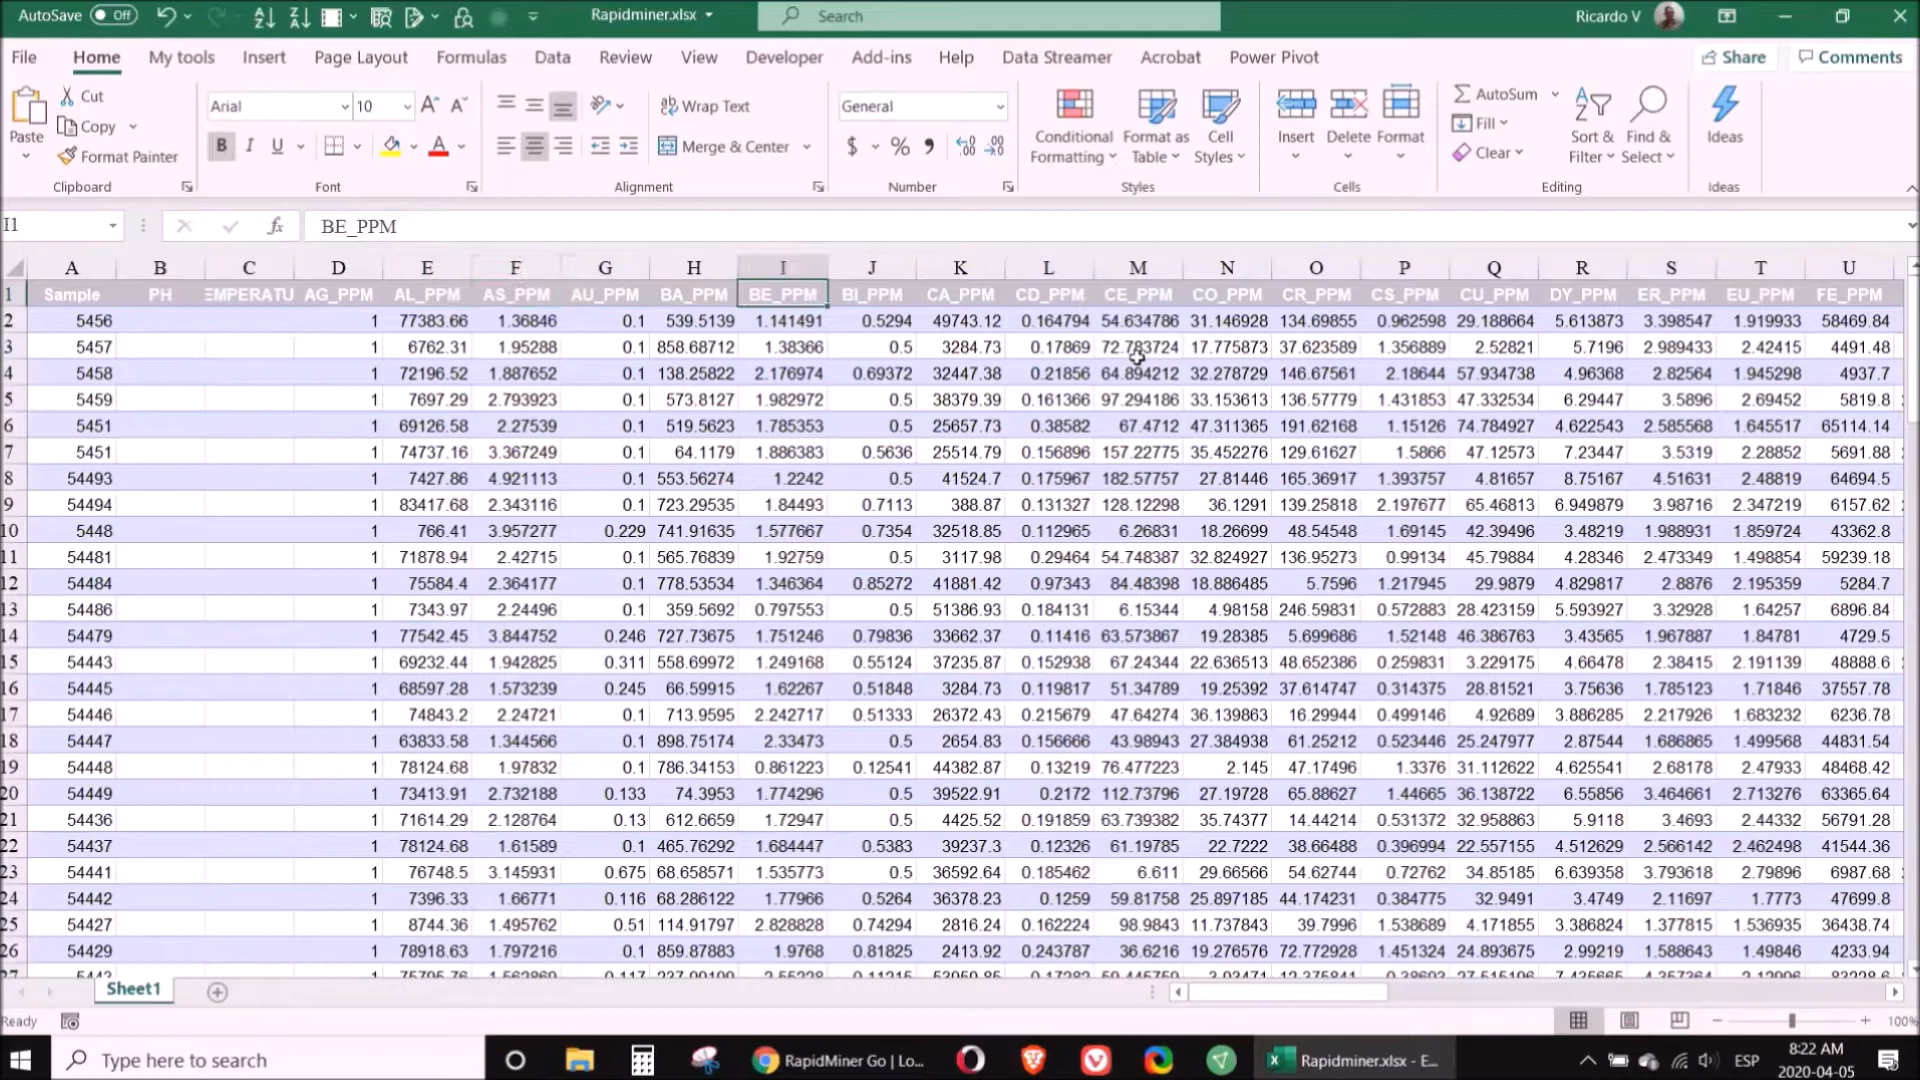 AutoSave Off Rapidminer.xlsx Search Ricardo V
File Home My tools Insert Page Layout Formulas Data Review View Developer Add-ins Help Data Streamer Acrobat Power Pivot Share Comments
Paste Cut Copy Format Painter Clipboard
Arial 10 A A B I U A Font
Wrap Text Merge & Center Alignment
General $ % Number
Conditional Formatting Format as Table Cell Styles Styles
Insert Delete Format Cells
AutoSum Fill Clear Sort & Filter Find & Select Editing
Ideas Ideas
I1 fx BE_PPM
A B C D E F G H I J K L M N O P Q R S T U
1 Sample PH EMPERATU AG_PPM AL_PPM AS_PPM AU_PPM BA_PPM BE_PPM BI_PPM CA_PPM CD_PPM CE_PPM CO_PPM CR_PPM CS_PPM CU_PPM DY_PPM ER_PPM EU_PPM FE_PPM
2 5456 1 77383.66 1.36846 0.1 539.5139 1.141491 0.5294 49743.12 0.164794 54.634786 31.146928 134.69855 0.962598 29.188664 5.613873 3.398547 1.919933 58469.84
3 5457 1 6762.31 1.95288 0.1 858.68712 1.38366 0.5 3284.73 0.17869 72.783724 17.775873 37.623589 1.356889 2.52821 5.7196 2.989433 2.42415 4491.48
4 5458 1 72196.52 1.887652 0.1 138.25822 2.176974 0.69372 32447.38 0.21856 64.894212 32.278729 146.67561 2.18644 57.934738 4.96368 2.82564 1.945298 4937.7
5 5459 1 7697.29 2.793923 0.1 573.8127 1.982972 0.5 38379.39 0.161366 97.294186 33.153613 136.57779 1.431853 47.332534 6.29447 3.5896 2.69452 5819.8
6 5451 1 69126.58 2.27539 0.1 519.5623 1.785353 0.5 25657.73 0.38582 67.4712 47.311365 191.62168 1.15126 74.784927 4.622543 2.585568 1.645517 65114.14
7 5451 1 74737.16 3.367249 0.1 64.1179 1.886383 0.5636 25514.79 0.156896 157.22775 35.452276 129.61627 1.5866 47.12573 7.23447 3.5319 2.28852 5691.88
8 54493 1 7427.86 4.921113 0.1 553.56274 1.2242 0.5 41524.7 0.175967 182.57757 27.81446 165.36917 1.393757 4.81657 8.75167 4.51631 2.48819 64694.5
9 54494 1 83417.68 2.343116 0.1 723.29535 1.84493 0.7113 388.87 0.131327 128.12298 36.1291 139.25818 2.197677 65.46813 6.949879 3.98716 2.347219 6157.62
10 5448 1 766.41 3.957277 0.229 741.91635 1.577667 0.7354 32518.85 0.112965 6.26831 18.26699 48.54548 1.69145 42.39496 3.48219 1.988931 1.859724 43362.8
11 54481 1 71878.94 2.42715 0.1 565.76839 1.92759 0.5 3117.98 0.29464 54.748387 32.824927 136.95273 0.99134 45.79884 4.28346 2.473349 1.498854 59239.18
12 54484 1 75584.4 2.364177 0.1 778.53534 1.346364 0.85272 41881.42 0.97343 84.48398 18.886485 5.7596 1.217945 29.9879 4.829817 2.8876 2.195359 5284.7
13 54486 1 7343.97 2.24496 0.1 359.5692 0.797553 0.5 51386.93 0.184131 6.15344 4.98158 246.59831 0.572883 28.423159 5.593927 3.32928 1.64257 6896.84
14 54479 1 77542.45 3.844752 0.246 727.73675 1.751246 0.79836 33662.37 0.11416 63.573867 19.28385 5.699686 1.52148 46.386763 3.43565 1.967887 1.84781 4729.5
15 54443 1 69232.44 1.942825 0.311 558.69972 1.249168 0.55124 37235.87 0.152938 67.24344 22.636513 48.652386 0.259831 3.229175 4.66478 2.38415 2.191139 48888.6
16 54445 1 68597.28 1.573239 0.245 66.59915 1.62267 0.51848 3284.73 0.119817 51.34789 19.25392 37.614747 0.314375 28.81521 3.75636 1.785123 1.71846 37557.78
17 54446 1 74843.2 2.24721 0.1 713.9595 2.242717 0.51333 26372.43 0.215679 47.64274 36.139863 16.29944 0.499146 4.92689 3.886285 2.217926 1.683232 6236.78
18 54447 1 63833.58 1.344566 0.1 898.75174 2.33473 0.5 2654.83 0.156666 43.98943 27.384938 61.25212 0.523446 25.247977 2.87544 1.686865 1.499568 44831.54
19 54448 1 78124.68 1.97832 0.1 786.34153 0.861223 0.12541 44382.87 0.13219 76.477223 2.145 47.17496 1.3376 31.112622 4.625541 2.68178 2.47933 48468.42
20 54449 1 73413.91 2.732188 0.133 74.3953 1.774296 0.5 39522.91 0.2172 112.73796 27.19728 65.88627 1.44665 36.138722 6.55856 3.464661 2.713276 63365.64
21 54436 1 71614.29 2.128764 0.13 612.6659 1.72947 0.5 4425.52 0.191859 63.739382 35.74377 14.44214 0.531372 32.958863 5.9118 3.4693 2.44332 56791.28
22 54437 1 78124.68 1.61589 0.1 465.76292 1.684447 0.5383 39237.3 0.12326 61.19785 22.7222 38.66488 0.396994 22.557155 4.512629 2.566142 2.462498 41544.36
23 54441 1 76748.5 3.145931 0.675 68.658571 1.535773 0.5 36592.64 0.185462 6.611 29.66566 54.62744 0.72762 34.85185 6.639358 3.793618 2.79896 6987.68
24 54442 1 7396.33 1.66771 0.116 68.286122 1.77966 0.5264 36378.23 0.1259 59.81758 25.897185 44.174231 0.384775 32.9491 3.4749 2.11697 1.7773 47699.8
25 54427 1 8744.36 1.495762 0.51 114.91797 2.828828 0.74294 2816.24 0.162224 98.9843 11.737843 39.7996 1.538689 4.171855 3.386824 1.377815 1.536935 36438.74
26 54429 1 78918.63 1.797216 0.1 859.87883 1.9768 0.81825 2413.92 0.243787 36.6216 19.276576 72.772928 1.451324 24.893675 2.99219 1.588643 1.49846 4233.94
Sheet1
Ready 100%
Type here to search RapidMiner Go | Lo... Rapidminer.xlsx - E... ESP 8:22 AM
2020-04-05